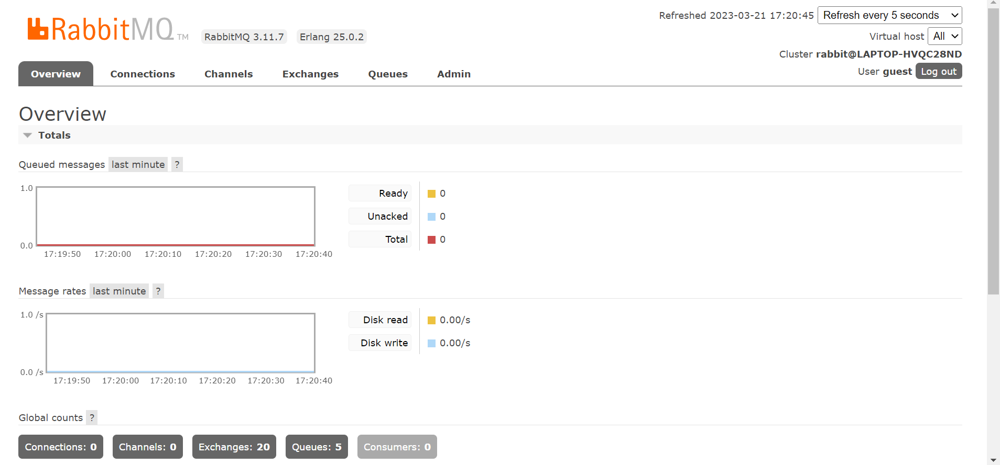 RabbitMQ TM RabbitMQ 3.11.7 Erlang 25.0.2
Refreshed 2023-03-21 17:20:45 Refresh every 5 seconds
Virtual host All
Cluster rabbit@LAPTOP-HVQC28ND
User guest Log out
Overview Connections Channels Exchanges Queues Admin
Overview
Totals
Queued messages last minute ?
1.0
0.0
17:19:50 17:20:00 17:20:10 17:20:20 17:20:30 17:20:40
Ready 0
Unacked 0
Total 0
Message rates last minute ?
1.0 /s
0.0 /s
17:19:50 17:20:00 17:20:10 17:20:20 17:20:30 17:20:40
Disk read 0.00/s
Disk write 0.00/s
Global counts ?
Connections: 0 Channels: 0 Exchanges: 20 Queues: 5 Consumers: 0